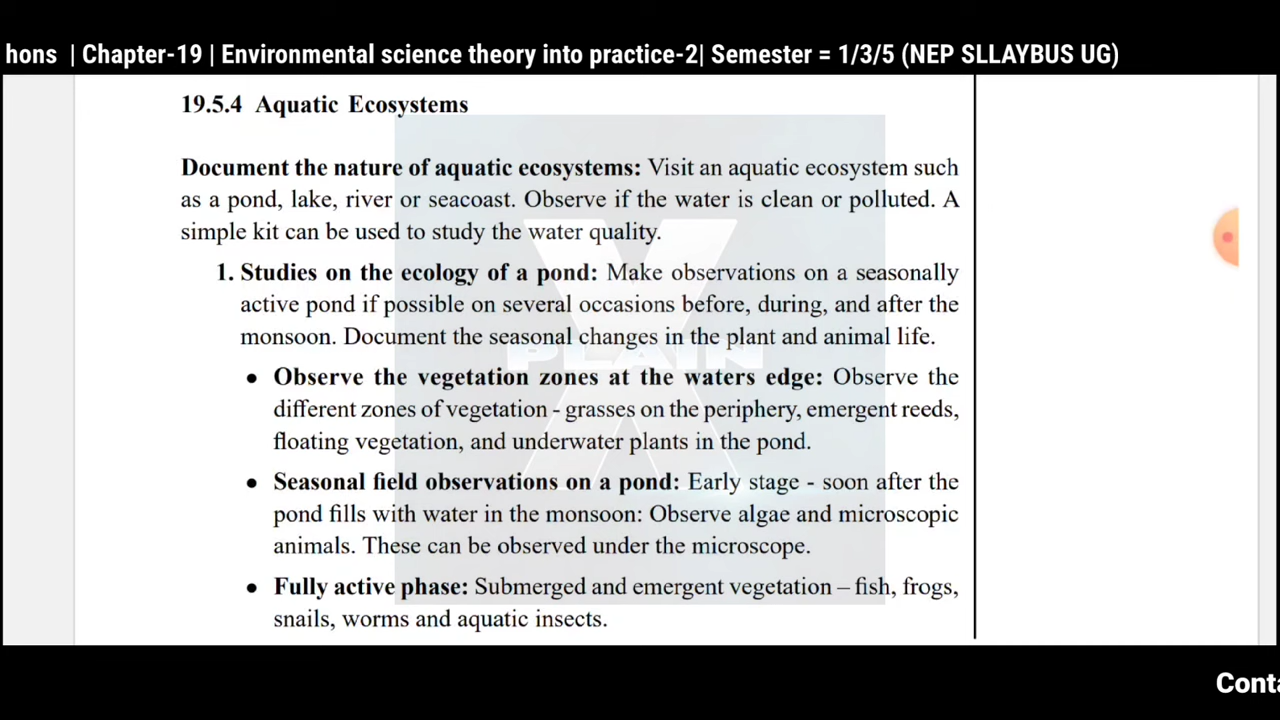 hons | Chapter-19 | Environmental science theory into practice-2| Semester = 1/3/5 (NEP SLLAYBUS UG)
19.5.4 Aquatic Ecosystems
Document the nature of aquatic ecosystems: Visit an aquatic ecosystem such
as a pond, lake, river or seacoast. Observe if the water is clean or polluted. A
simple kit can be used to study the water quality.
1. Studies on the ecology of a pond: Make observations on a seasonally
active pond if possible on several occasions before, during, and after the
monsoon. Document the seasonal changes in the plant and animal life.
• Observe the vegetation zones at the waters edge: Observe the
different zones of vegetation - grasses on the periphery, emergent reeds,
floating vegetation, and underwater plants in the pond.
• Seasonal field observations on a pond: Early stage - soon after the
pond fills with water in the monsoon: Observe algae and microscopic
animals. These can be observed under the microscope.
• Fully active phase: Submerged and emergent vegetation – fish, frogs,
snails, worms and aquatic insects.
PLAIN
Conta